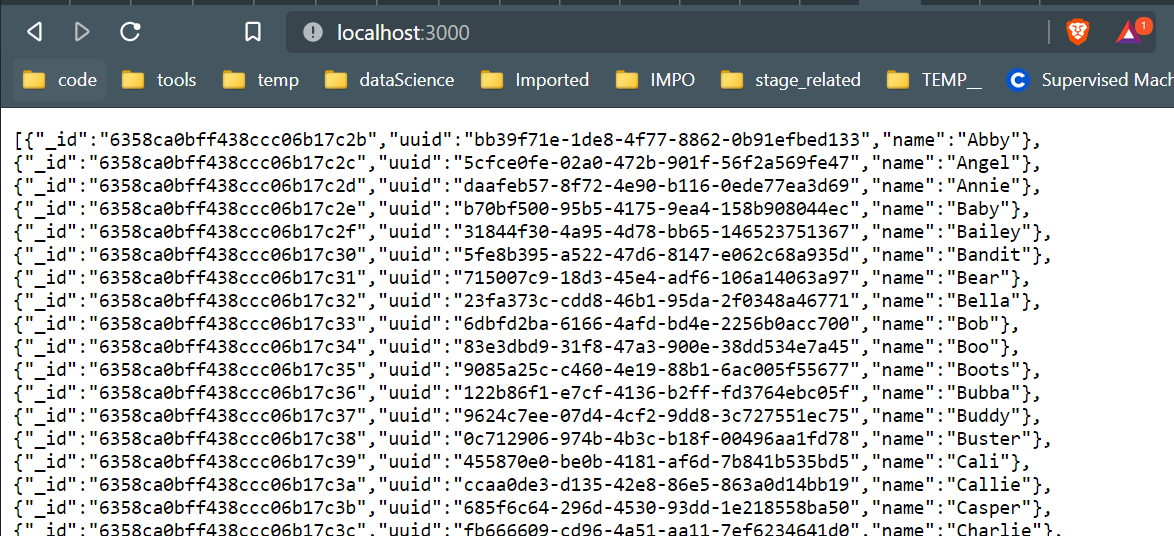 localhost:3000
1
code tools temp dataScience Imported IMPO stage_related TEMP__ Supervised Mach
[{"_id":"6358ca0bff438ccc06b17c2b","uuid":"bb39f71e-1de8-4f77-8862-0b91efbed133","name":"Abby"},
{"_id":"6358ca0bff438ccc06b17c2c","uuid":"5cfce0fe-02a0-472b-901f-56f2a569fe47","name":"Angel"},
{"_id":"6358ca0bff438ccc06b17c2d","uuid":"daafeb57-8f72-4e90-b116-0ede77ea3d69","name":"Annie"},
{"_id":"6358ca0bff438ccc06b17c2e","uuid":"b70bf500-95b5-4175-9ea4-158b908044ec","name":"Baby"},
{"_id":"6358ca0bff438ccc06b17c2f","uuid":"31844f30-4a95-4d78-bb65-146523751367","name":"Bailey"},
{"_id":"6358ca0bff438ccc06b17c30","uuid":"5fe8b395-a522-47d6-8147-e062c68a935d","name":"Bandit"},
{"_id":"6358ca0bff438ccc06b17c31","uuid":"715007c9-18d3-45e4-adf6-106a14063a97","name":"Bear"},
{"_id":"6358ca0bff438ccc06b17c32","uuid":"23fa373c-cdd8-46b1-95da-2f0348a46771","name":"Bella"},
{"_id":"6358ca0bff438ccc06b17c33","uuid":"6dbfd2ba-6166-4afd-bd4e-2256b0acc700","name":"Bob"},
{"_id":"6358ca0bff438ccc06b17c34","uuid":"83e3dbd9-31f8-47a3-900e-38dd534e7a45","name":"Boo"},
{"_id":"6358ca0bff438ccc06b17c35","uuid":"9085a25c-c460-4e19-88b1-6ac005f55677","name":"Boots"},
{"_id":"6358ca0bff438ccc06b17c36","uuid":"122b86f1-e7cf-4136-b2ff-fd3764ebc05f","name":"Bubba"},
{"_id":"6358ca0bff438ccc06b17c37","uuid":"9624c7ee-07d4-4cf2-9dd8-3c727551ec75","name":"Buddy"},
{"_id":"6358ca0bff438ccc06b17c38","uuid":"0c712906-974b-4b3c-b18f-00496aa1fd78","name":"Buster"},
{"_id":"6358ca0bff438ccc06b17c39","uuid":"455870e0-be0b-4181-af6d-7b841b535bd5","name":"Cali"},
{"_id":"6358ca0bff438ccc06b17c3a","uuid":"ccaa0de3-d135-42e8-86e5-863a0d14bb19","name":"Callie"},
{"_id":"6358ca0bff438ccc06b17c3b","uuid":"685f6c64-296d-4530-93dd-1e218558ba50","name":"Casper"},
{"_id":"6358ca0bff438ccc06b17c3c","uuid":"fb666609-cd96-4a51-aa11-7ef6234641d0","name":"Charlie"},